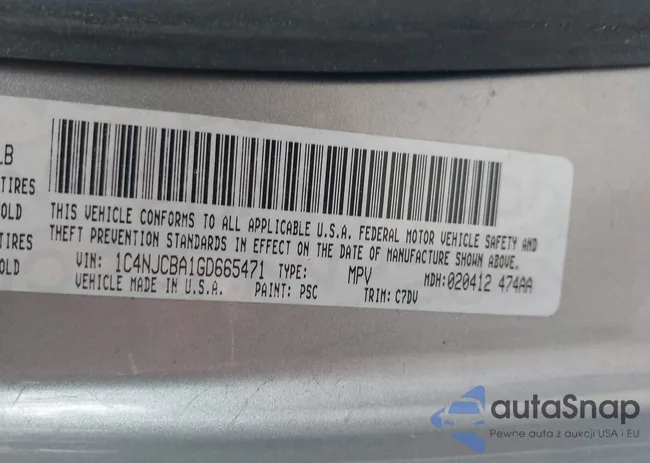 LB
TIRES
OLD
TIRES
OLD
THIS VEHICLE CONFORMS TO ALL APPLICABLE U.S.A. FEDERAL MOTOR VEHICLE SAFETY AND
THEFT PREVENTION STANDARDS IN EFFECT ON THE DATE OF MANUFACTURE SHOWN ABOVE.
VIN: 1C4NJCBA1GD665471 TYPE: MPV MDH:020412 474AA
VEHICLE MADE IN U.S.A. PAINT: PSC TRIM: C7DV
autaSnap
Pewne auta z aukcji USA i EU